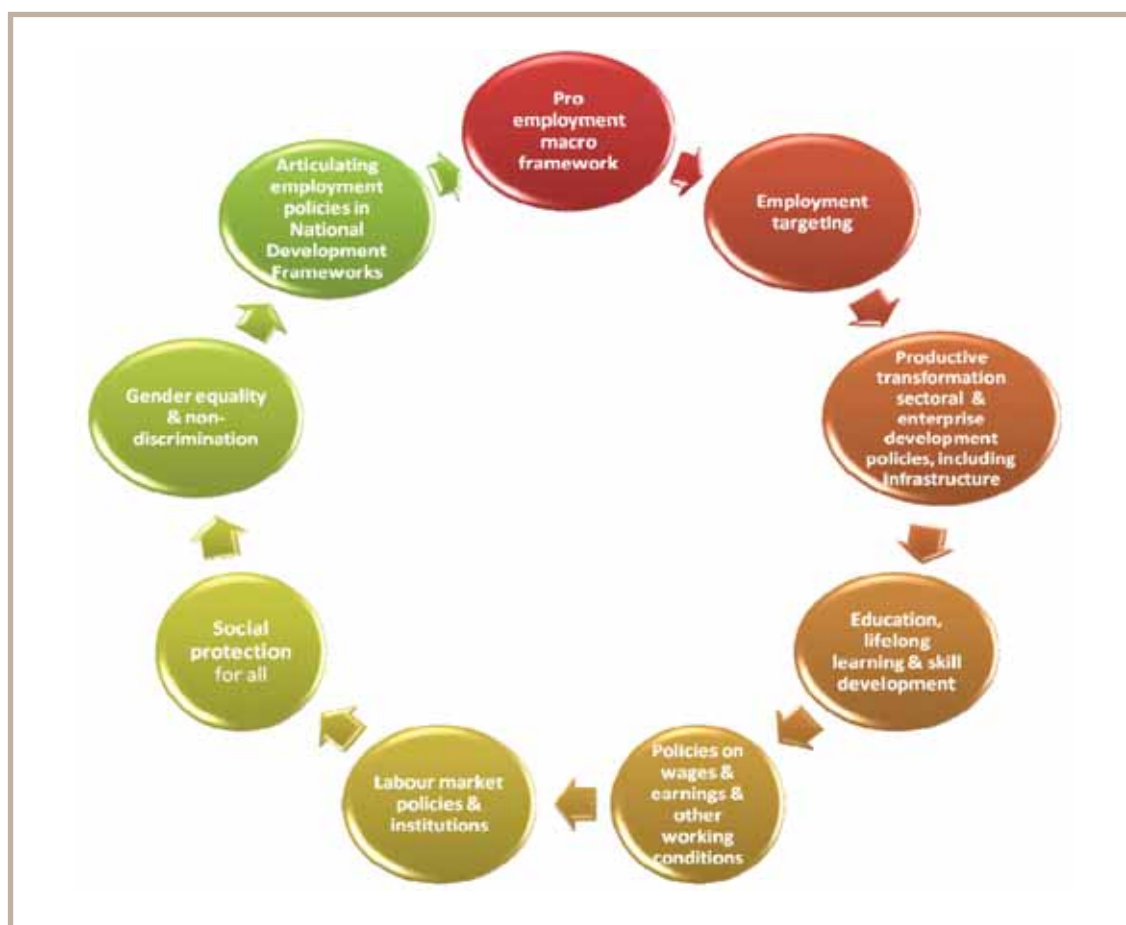 Pro
employment
macro
framework
Employment
targeting
Productive
transformation
sectoral &
enterprise
development
policies, including
infrastructure
Education,
lifelong
learning & skill
development
Policies on
wages &
earnings &
other
working
conditions
Labour market
policies &
institutions
Social
protection
for all
Gender equality
& non-
discrimination
Articulating
employment
policies in
National
Development
Frameworks